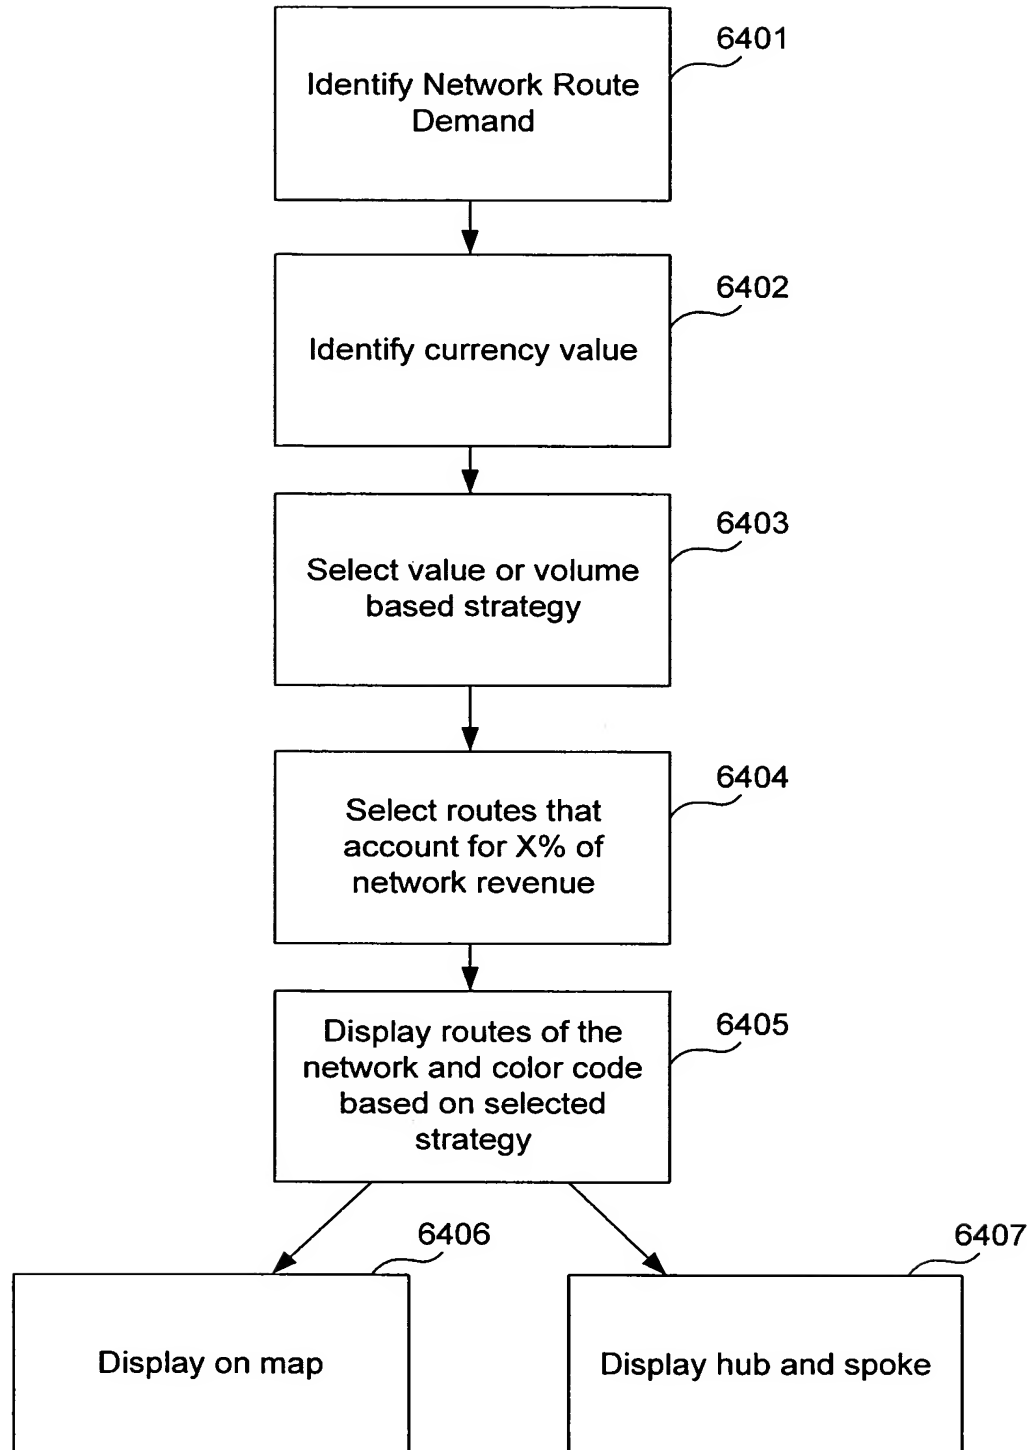 6401
Identify Network Route
Demand
6402
Identify currency value
6403
Select value or volume
based strategy
6404
Select routes that
account for X% of
network revenue
6405
Display routes of the
network and color code
based on selected
strategy
6406
6407
Display on map
Display hub and spoke